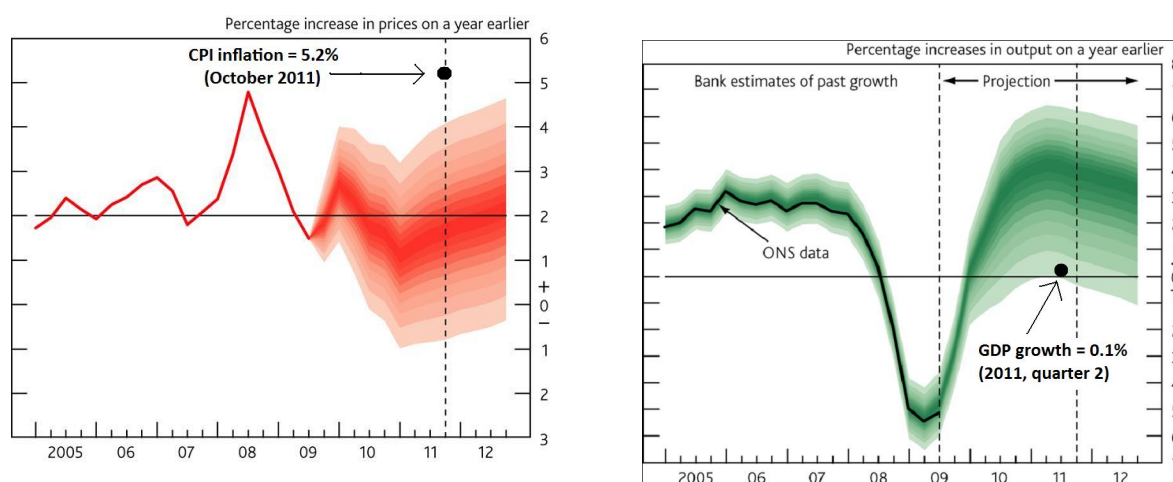 Percentage increase in prices on a year earlier
CPI inflation = 5.2%
(October 2011)
6
5
4
3
2
1
+
0
−
1
2
3
2005 06 07 08 09 10 11 12
Percentage increases in output on a year earlier
Bank estimates of past growth
Projection
ONS data
GDP growth = 0.1%
(2011, quarter 2)
2005 06 07 08 09 10 11 12